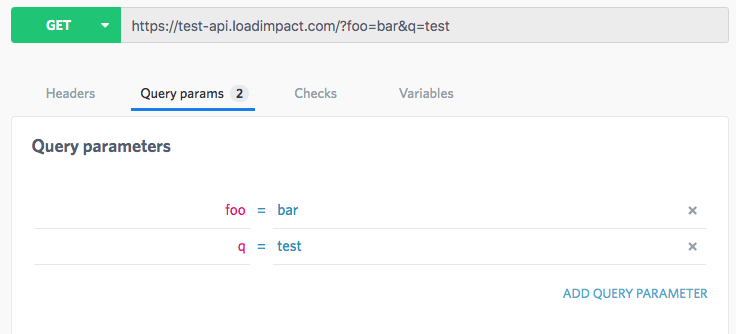 GET https://test-api.loadimpact.com/?foo=bar&q=test
Headers Query params 2 Checks Variables
Query parameters
foo = bar ×
q = test ×
ADD QUERY PARAMETER